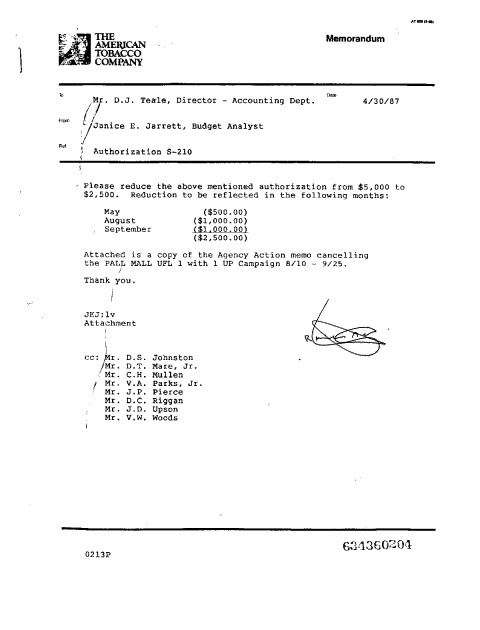 THE
AMERICAN
TOBACCO
COMPANY
Memorandum
To Mr. D.J. Teale, Director - Accounting Dept. Date 4/30/87
From Janice E. Jarrett, Budget Analyst
Ref. Authorization S-210
Please reduce the above mentioned authorization from $5,000 to
$2,500. Reduction to be reflected in the following months:
May ($500.00)
August ($1,000.00)
September ($1,000.00)
($2,500.00)
Attached is a copy of the Agency Action memo cancelling
the PALL MALL UFL 1 with 1 UP Campaign 8/10 - 9/25.
Thank you.
JEJ:lv
Attachment
cc: Mr. D.S. Johnston
Mr. D.T. Mare, Jr.
Mr. C.H. Mullen
Mr. V.A. Parks, Jr.
Mr. J.P. Pierce
Mr. D.C. Riggan
Mr. J.D. Upson
Mr. V.W. Woods
0213P
634360204